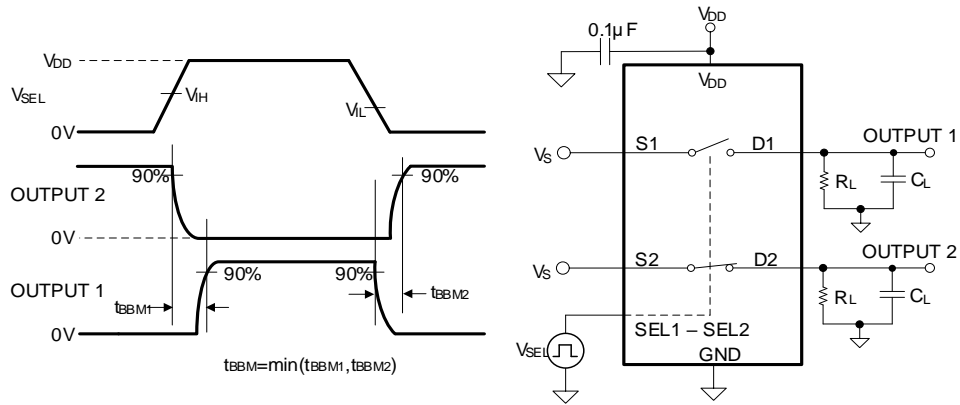 VDD
VSEL
VIH
VIL
0V
90%
90%
OUTPUT 2
0V
90%
90%
OUTPUT 1
tBBM1
tBBM2
0V
tBBM=min(tBBM1,tBBM2)
VDD
0.1µF
VDD
VS
S1
D1
OUTPUT 1
RL
CL
VS
S2
D2
OUTPUT 2
RL
CL
SEL1 – SEL2
VSEL
GND